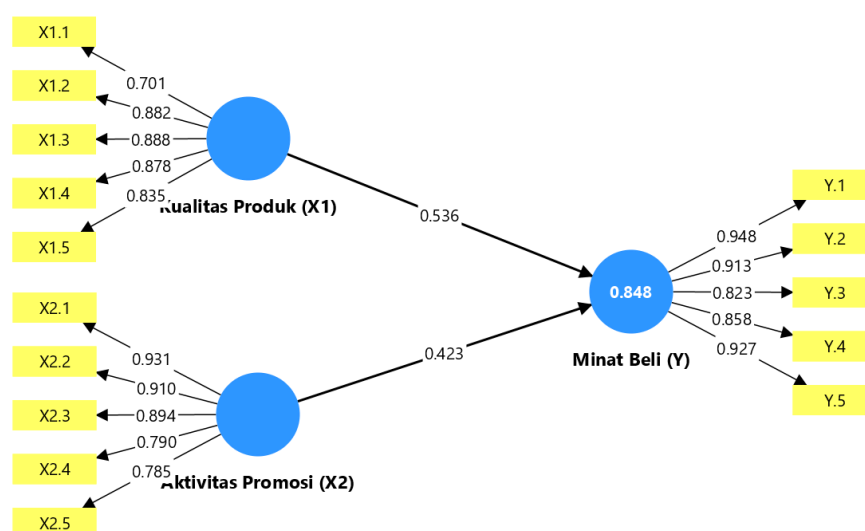 X1.1
0.701
X1.2
0.882
X1.3
0.888
X1.4
0.878
X1.5
0.835
Kualitas Produk (X1)
0.536
X2.1
0.931
X2.2
0.910
X2.3
0.894
X2.4
0.790
X2.5
0.785
Aktivitas Promosi (X2)
0.423
0.848
Minat Beli (Y)
Y.1
0.948
Y.2
0.913
Y.3
0.823
Y.4
0.858
Y.5
0.927